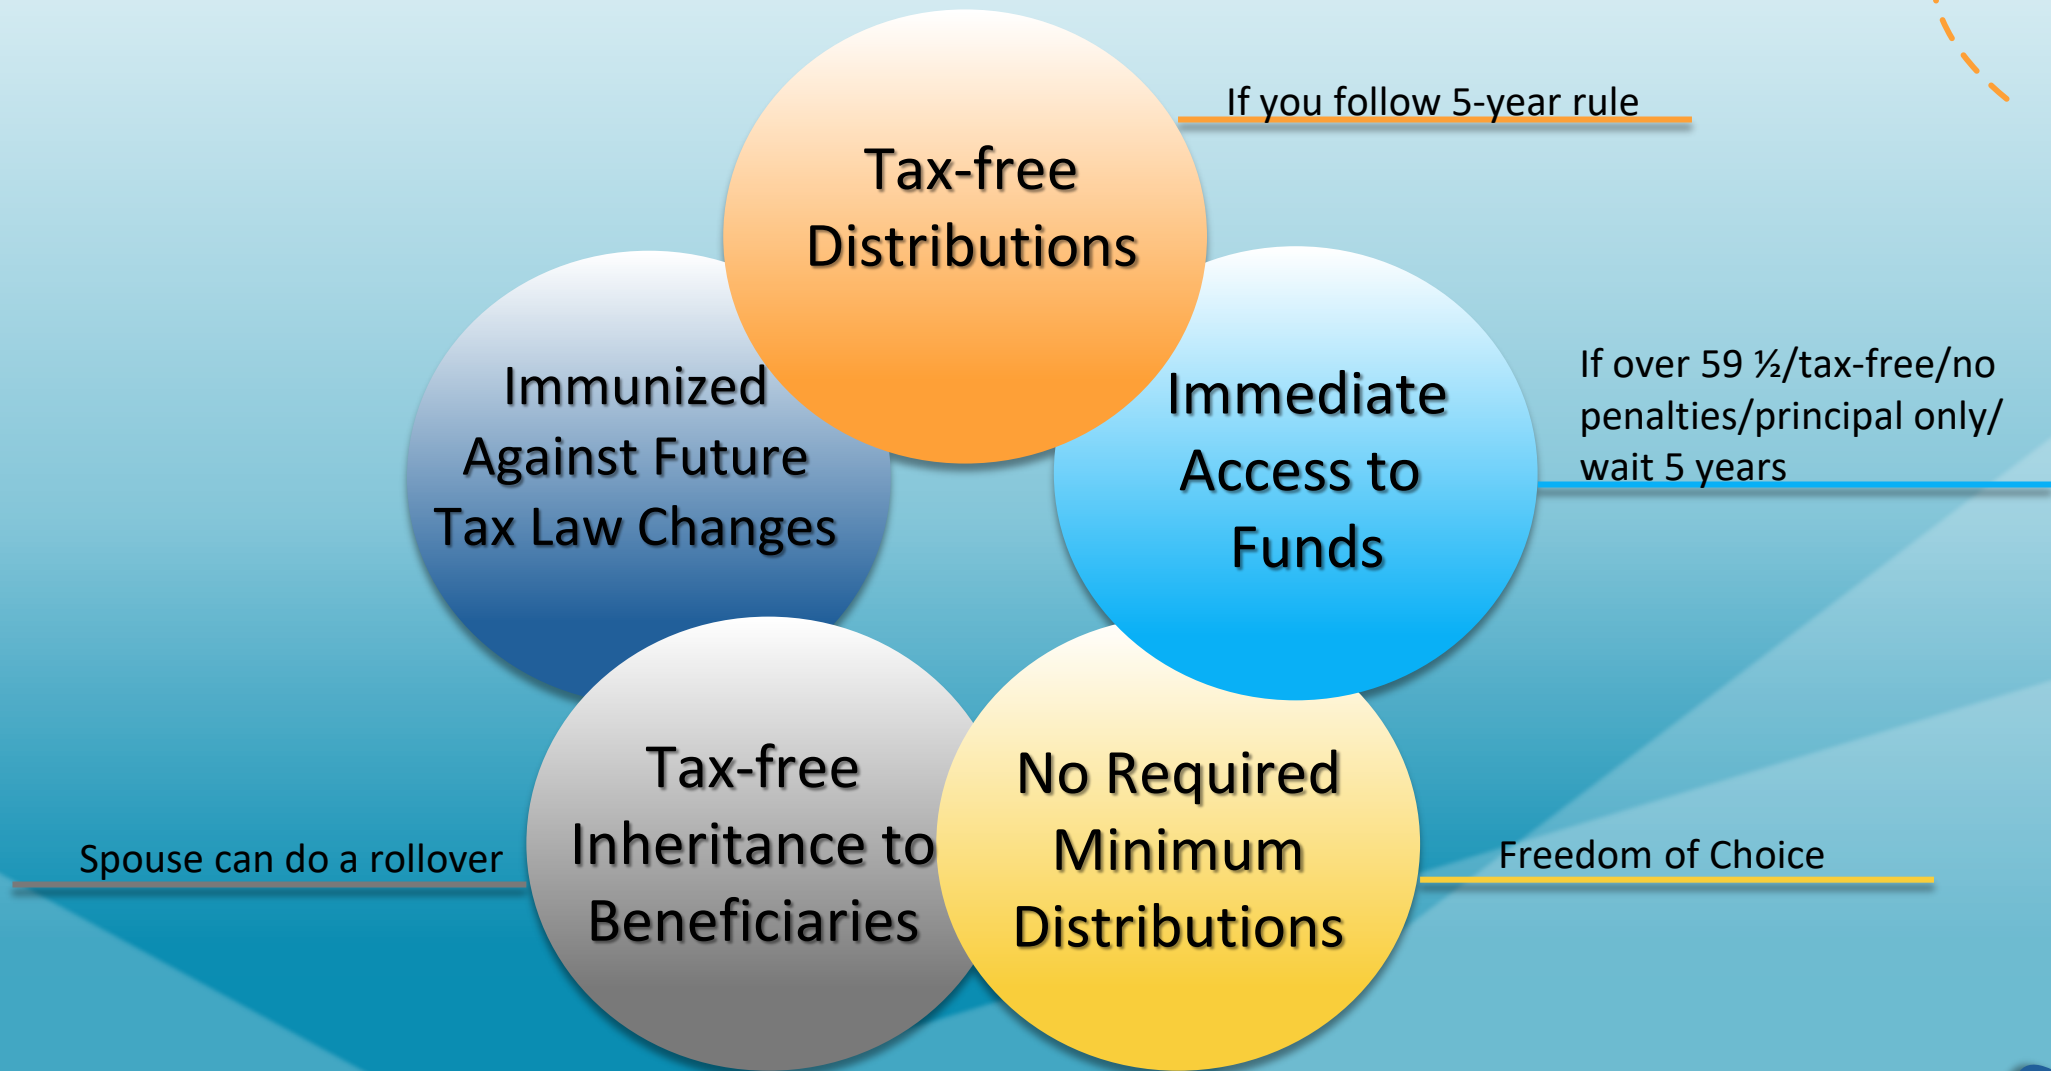 If you follow 5-year rule
Tax-free
Distributions
Immunized
Against Future
Tax Law Changes
Immediate
Access to
Funds
If over 59 ½/tax-free/no
penalties/principal only/
wait 5 years
Tax-free
Inheritance to
Beneficiaries
Spouse can do a rollover
No Required
Minimum
Distributions
Freedom of Choice